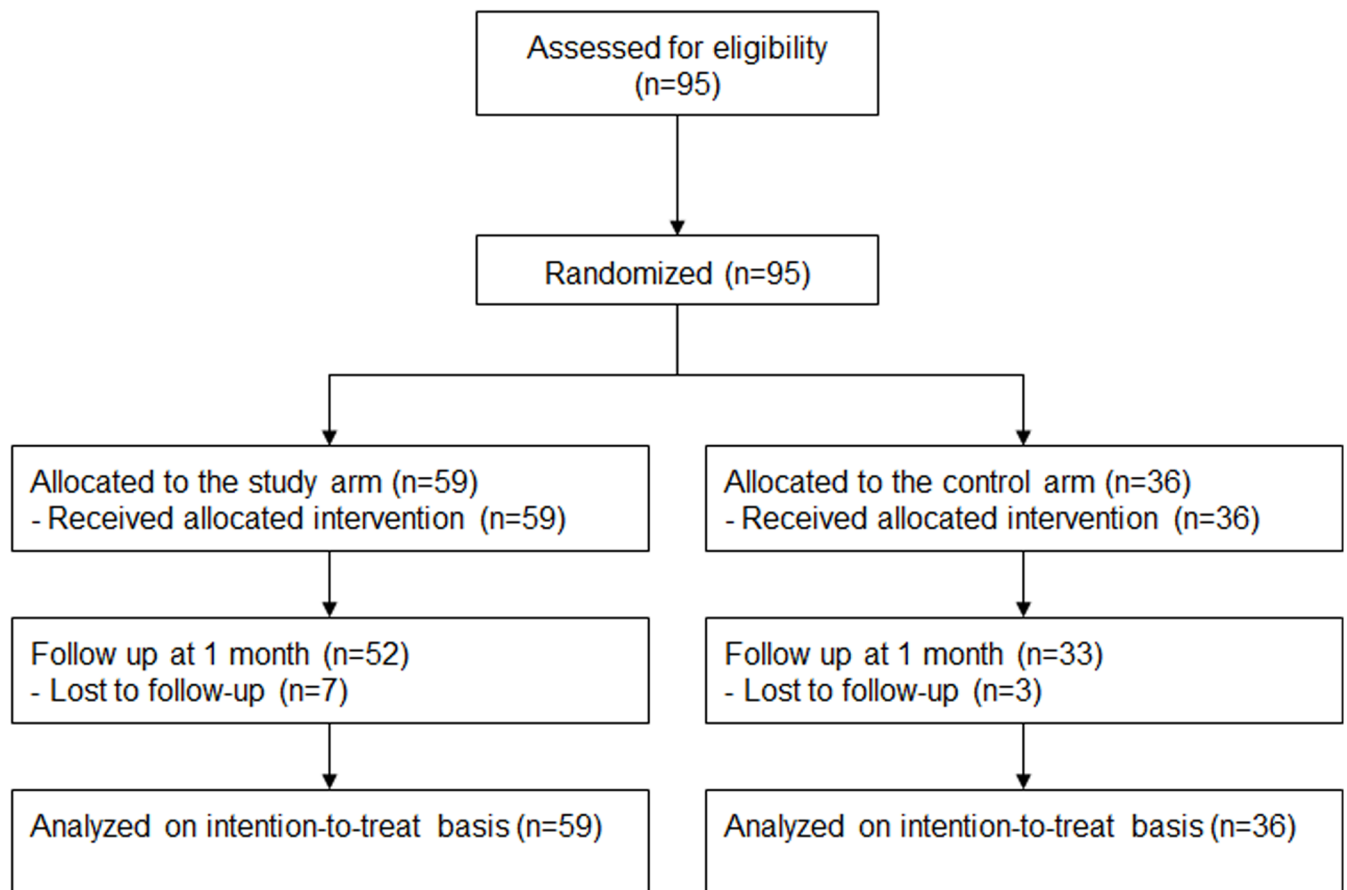 Assessed for eligibility
(n=95)
Randomized (n=95)
Allocated to the study arm (n=59)
- Received allocated intervention (n=59)
Allocated to the control arm (n=36)
- Received allocated intervention (n=36)
Follow up at 1 month (n=52)
- Lost to follow-up (n=7)
Follow up at 1 month (n=33)
- Lost to follow-up (n=3)
Analyzed on intention-to-treat basis (n=59)
Analyzed on intention-to-treat basis (n=36)